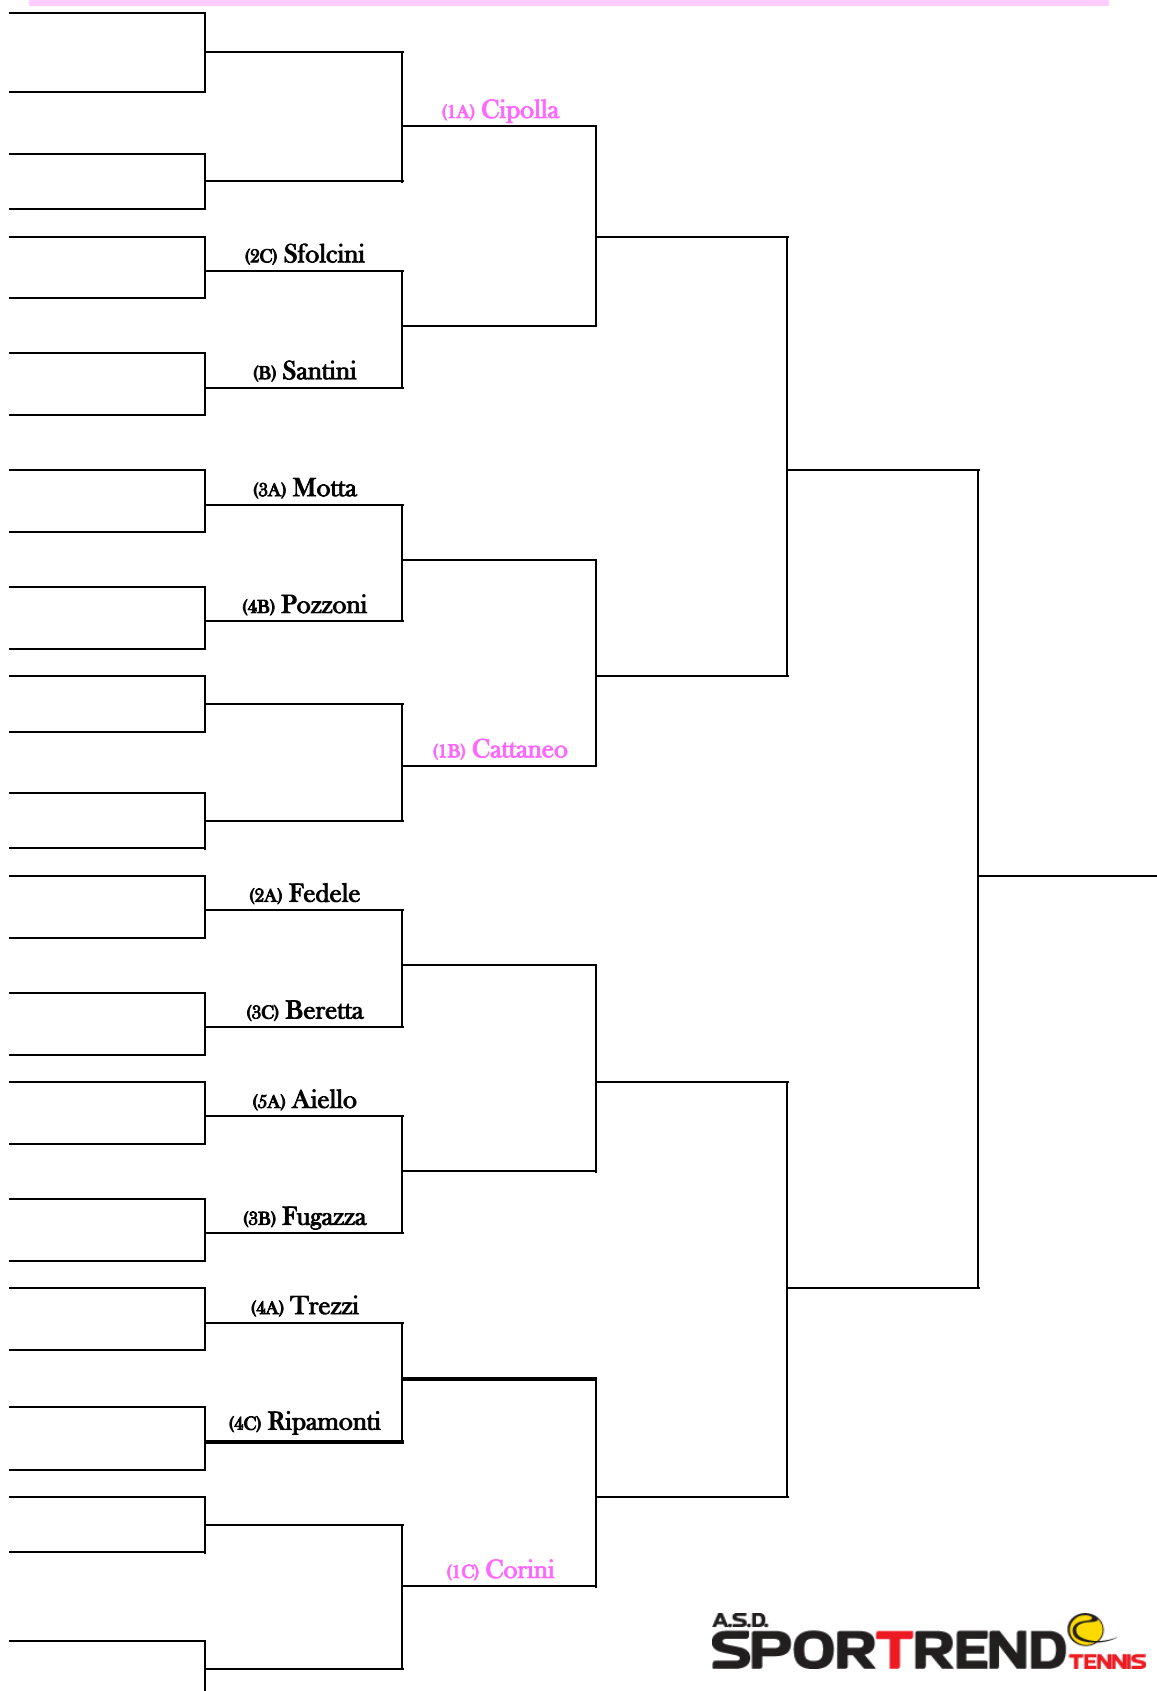 (1A) Cipolla
(2C) Sfolcini
(B) Santini
(3A) Motta
(4B) Pozzoni
(1B) Cattaneo
(2A) Fedele
(3C) Beretta
(5A) Aiello
(3B) Fugazza
(4A) Trezzi
(4C) Ripamonti
(1C) Corini
A.S.D.
SPORTREND
TENNIS